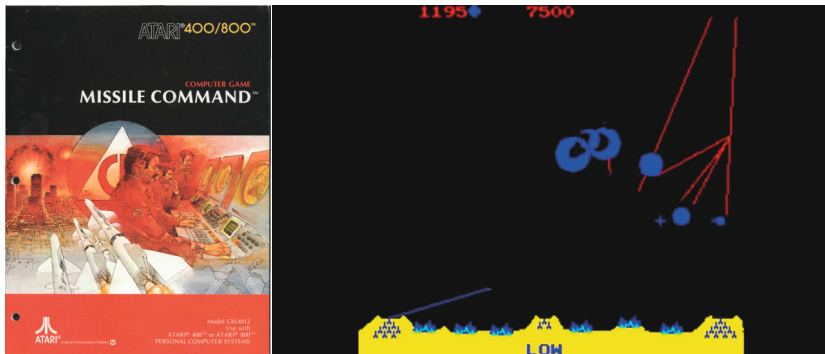 ATARI® 400/800™
COMPUTER GAME
MISSILE COMMAND™
ATARI®
Model CXL4012
Use with
ATARI® 400™ or ATARI® 800™
PERSONAL COMPUTER SYSTEMS
1195 7500
LOW